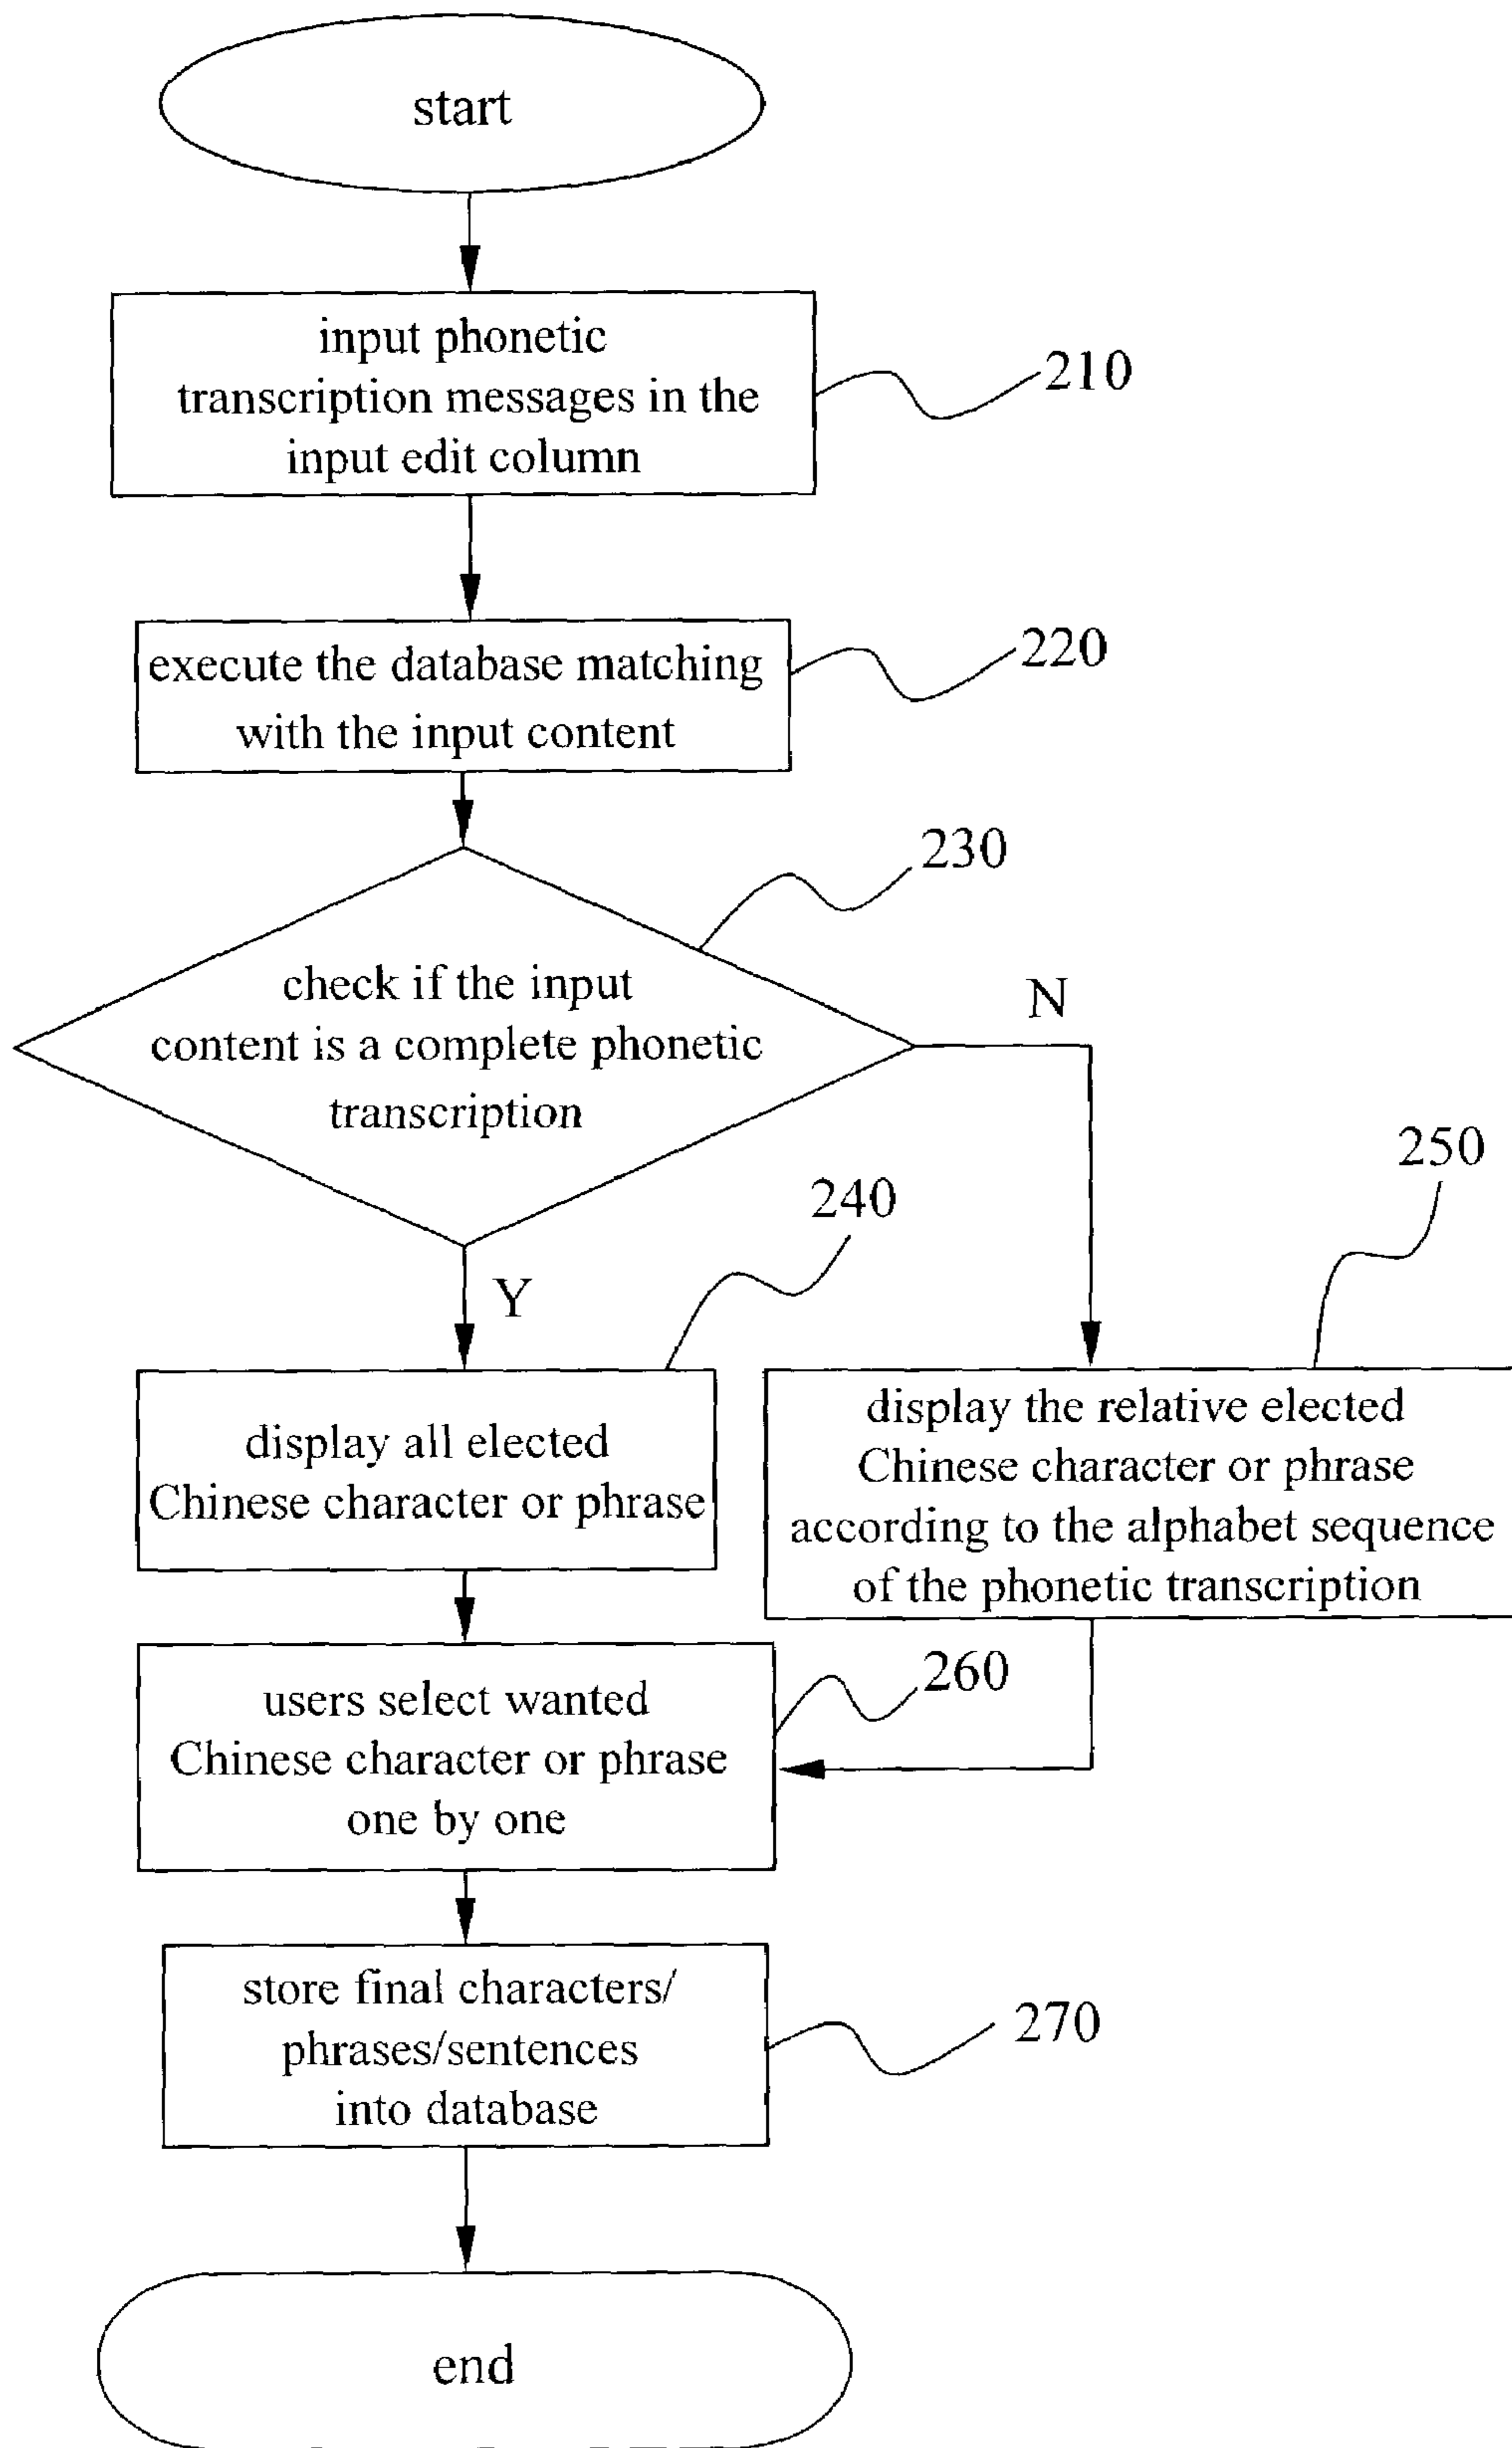 start
input phonetic
transcription messages in the
input edit column
210
execute the database matching
with the input content
220
230
check if the input
content is a complete phonetic
transcription
N
Y
240
250
display all elected
Chinese character or phrase
display the relative elected
Chinese character or phrase
according to the alphabet sequence
of the phonetic transcription
users select wanted
Chinese character or phrase
one by one
260
store final characters/
phrases/sentences
into database
270
end